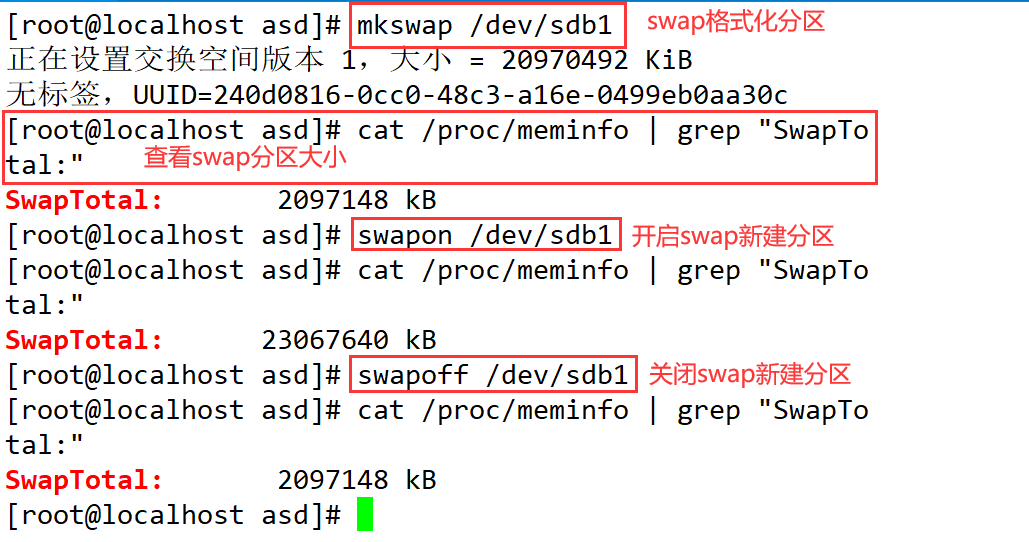 [root@localhost asd]# mkswap /dev/sdb1 swap格式化分区
正在设置交换空间版本 1，大小 = 20970492 KiB
无标签，UUID=240d0816-0cc0-48c3-a16e-0499eb0aa30c
[root@localhost asd]# cat /proc/meminfo | grep "SwapTo
tal:" 查看swap分区大小
SwapTotal: 2097148 kB
[root@localhost asd]# swapon /dev/sdb1 开启swap新建分区
[root@localhost asd]# cat /proc/meminfo | grep "SwapTo
tal:"
SwapTotal: 23067640 kB
[root@localhost asd]# swapoff /dev/sdb1 关闭swap新建分区
[root@localhost asd]# cat /proc/meminfo | grep "SwapTo
tal:"
SwapTotal: 2097148 kB
[root@localhost asd]#